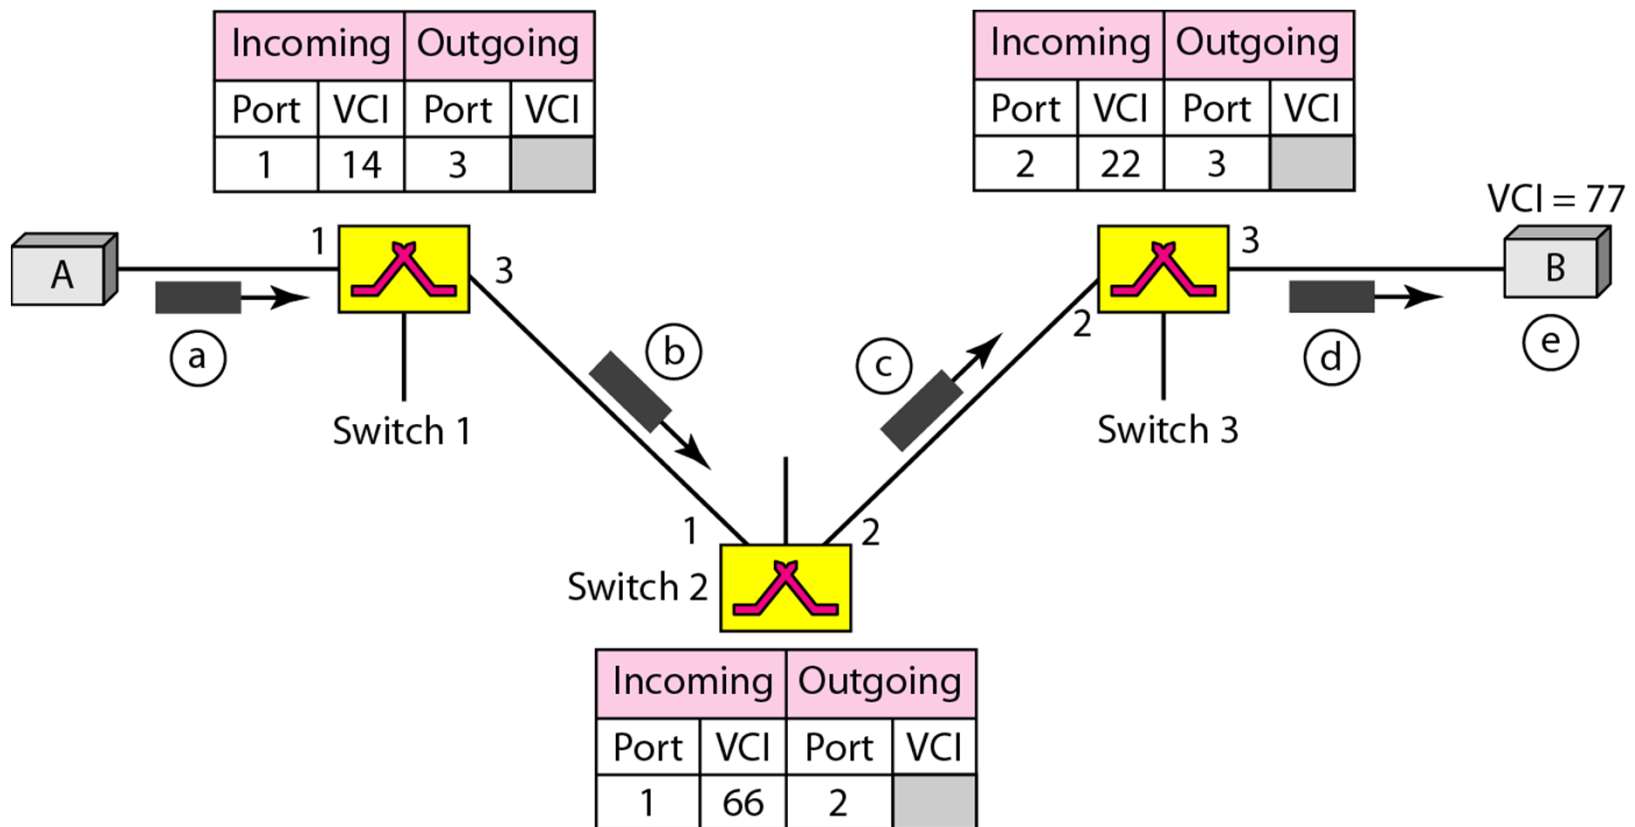 Incoming Outgoing
Port VCI Port VCI
1 14 3
Incoming Outgoing
Port VCI Port VCI
2 22 3
VCI = 77
A
1
3
a
b
Switch 1
c
2
3
B
d
e
Switch 3
1
2
Switch 2
Incoming Outgoing
Port VCI Port VCI
1 66 2